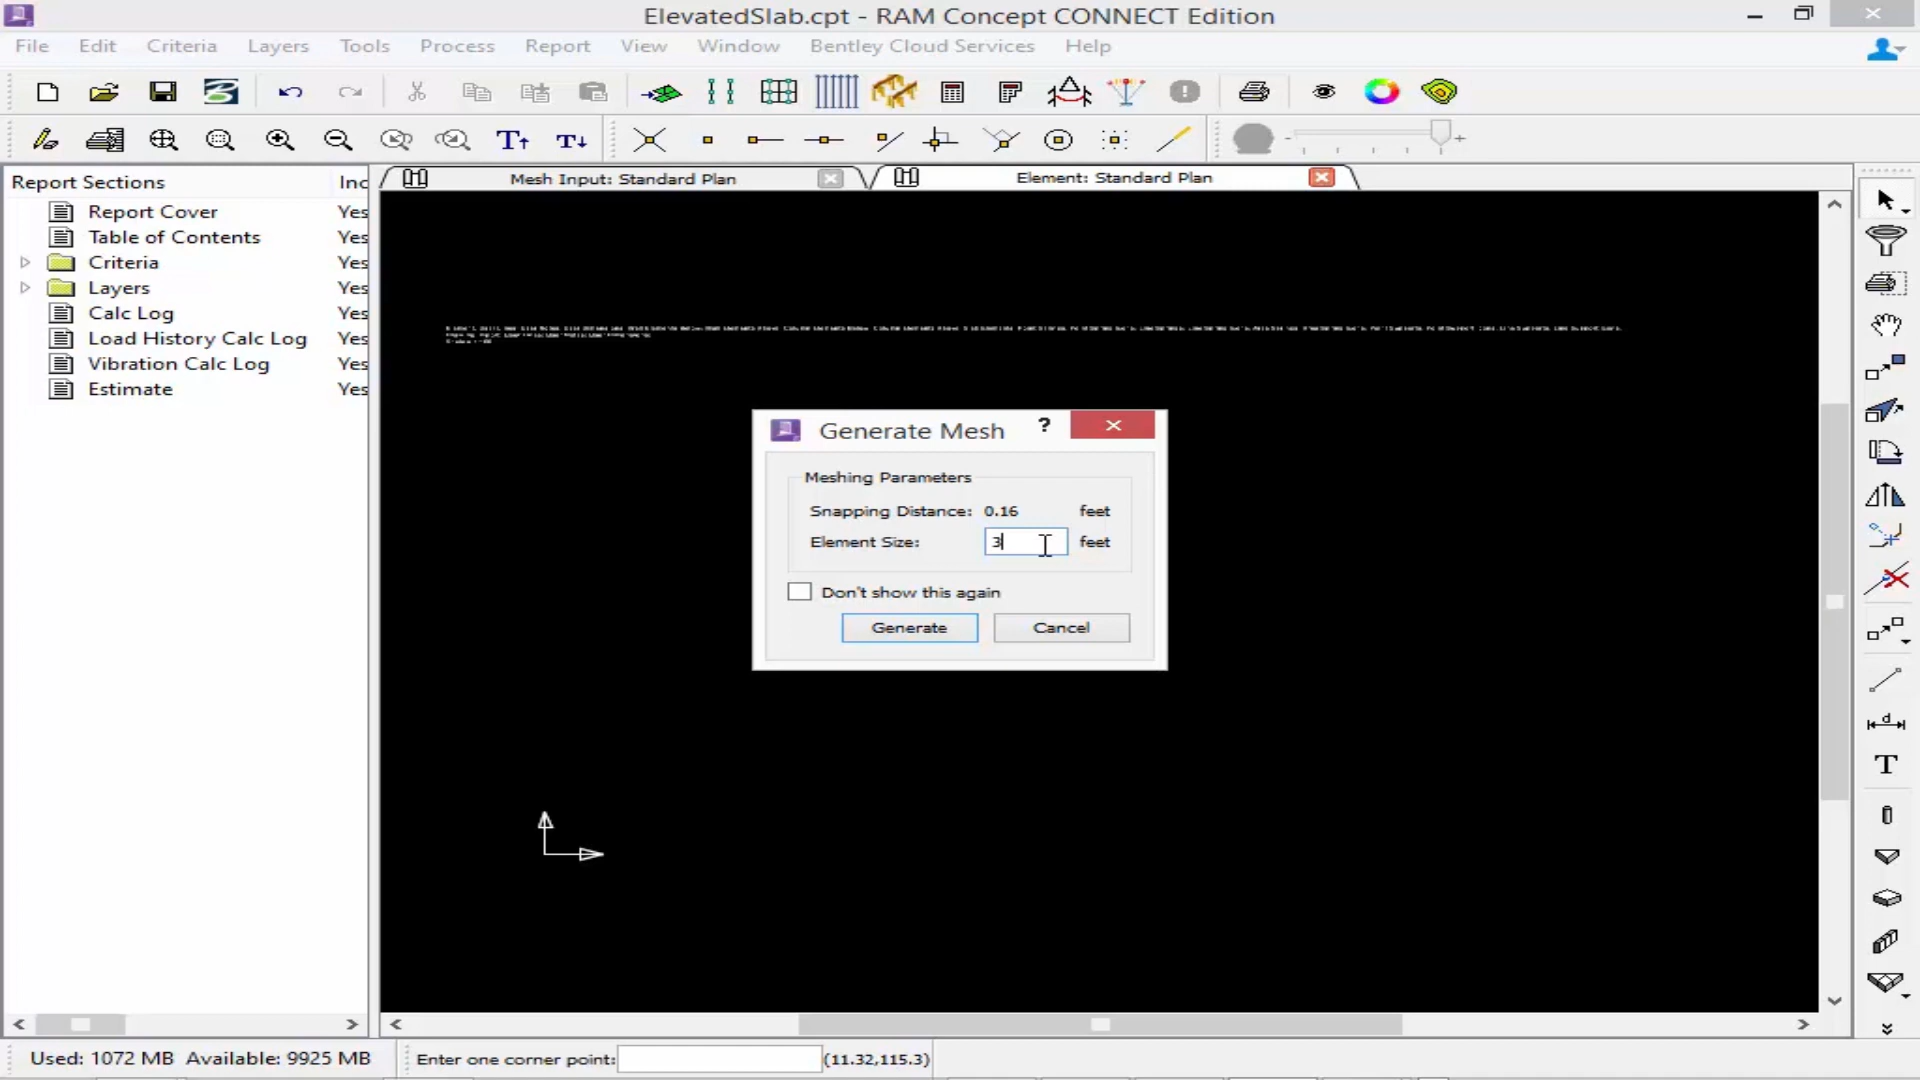 ElevatedSlab.cpt - RAM Concept CONNECT Edition
File Edit Criteria Layers Tools Process Report View Window Bentley Cloud Services Help
Report Sections Inc
Report Cover Yes
Table of Contents Yes
Criteria Yes
Layers Yes
Calc Log Yes
Load History Calc Log Yes
Vibration Calc Log Yes
Estimate Yes
Mesh Input: Standard Plan
Element: Standard Plan
Generate Mesh ?
Meshing Parameters
Snapping Distance: 0.16 feet
Element Size: 3 feet
Don't show this again
Generate Cancel
d
T
Used: 1072 MB Available: 9925 MB
Enter one corner point: (11.32,115.3)